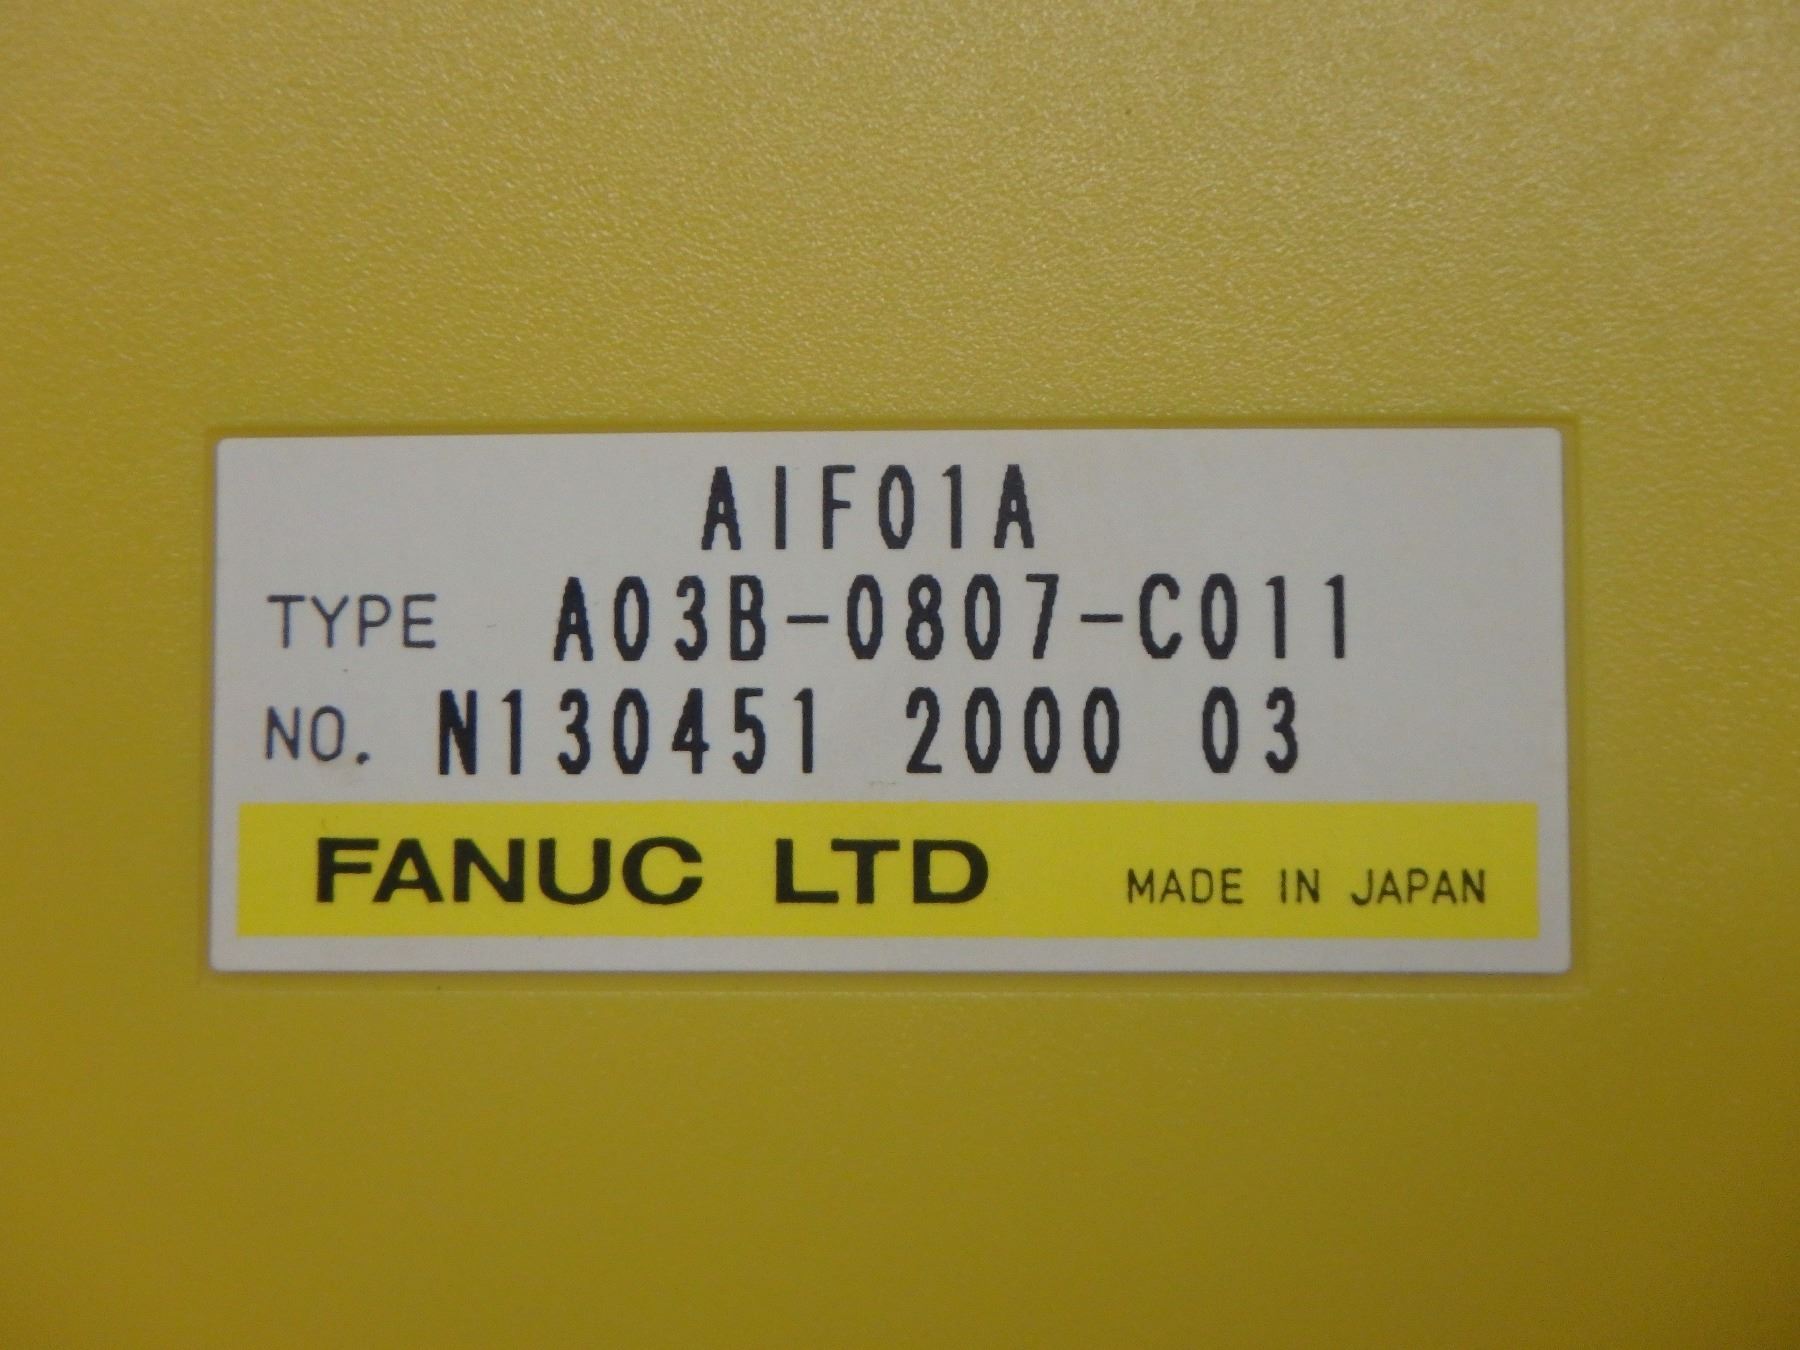 AIF01A
TYPE A03B-0807-C011
NO. N130451 2000 03
FANUC LTD MADE IN JAPAN